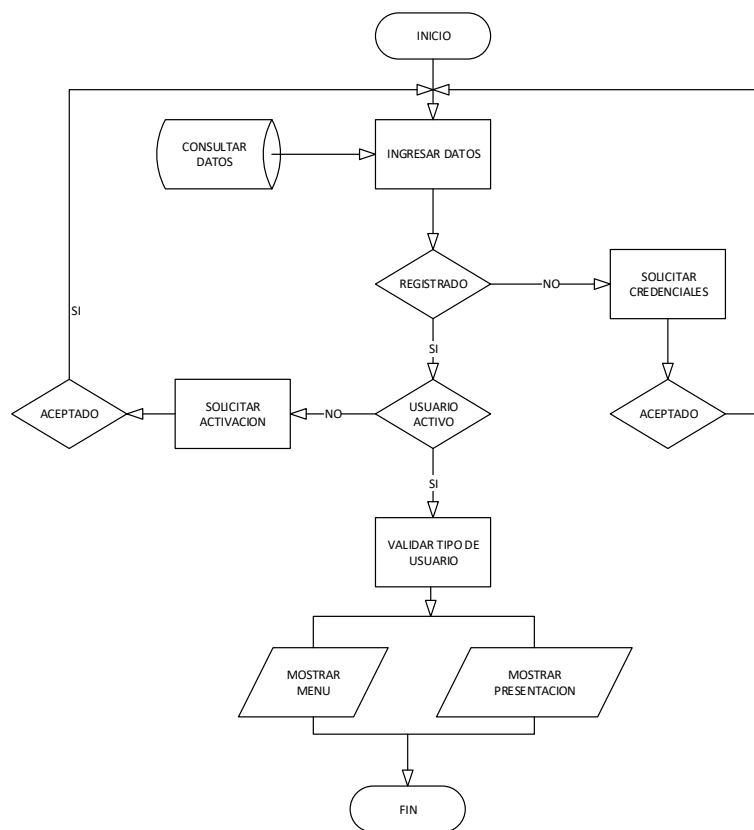 INICIO
CONSULTAR
DATOS
INGRESAR DATOS
REGISTRADO
NO
SOLICITAR
CREDENCIALES
SI
SI
ACEPTADO
SOLICITAR
ACTIVACION
NO
USUARIO
ACTIVO
ACEPTADO
SI
VALIDAR TIPO DE
USUARIO
MOSTRAR
MENU
MOSTRAR
PRESENTACION
FIN